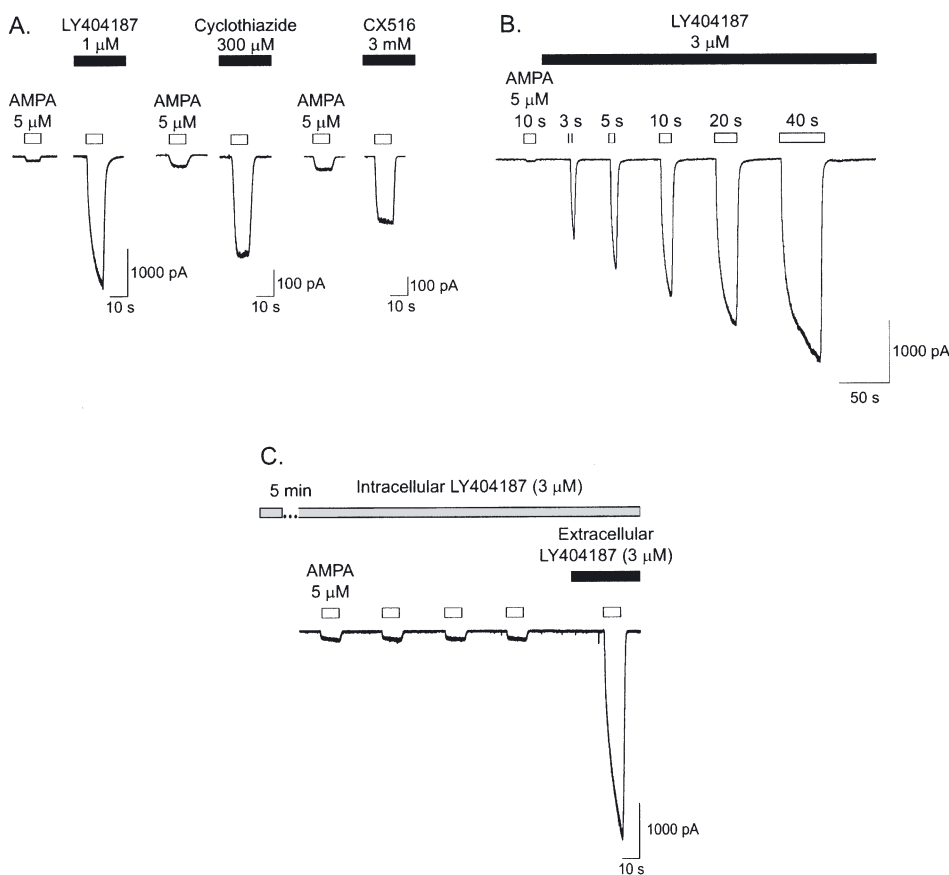 A.
LY404187
1 μM
Cyclothiazide
300 μM
CX516
3 mM
AMPA
5 μM
AMPA
5 μM
AMPA
5 μM
1000 pA
10 s
100 pA
10 s
100 pA
10 s
B.
LY404187
3 μM
AMPA
5 μM
10 s 3 s 5 s 10 s 20 s 40 s
1000 pA
50 s
C.
5 min
...
Intracellular LY404187 (3 μM)
Extracellular
LY404187 (3 μM)
AMPA
5 μM
1000 pA
10 s